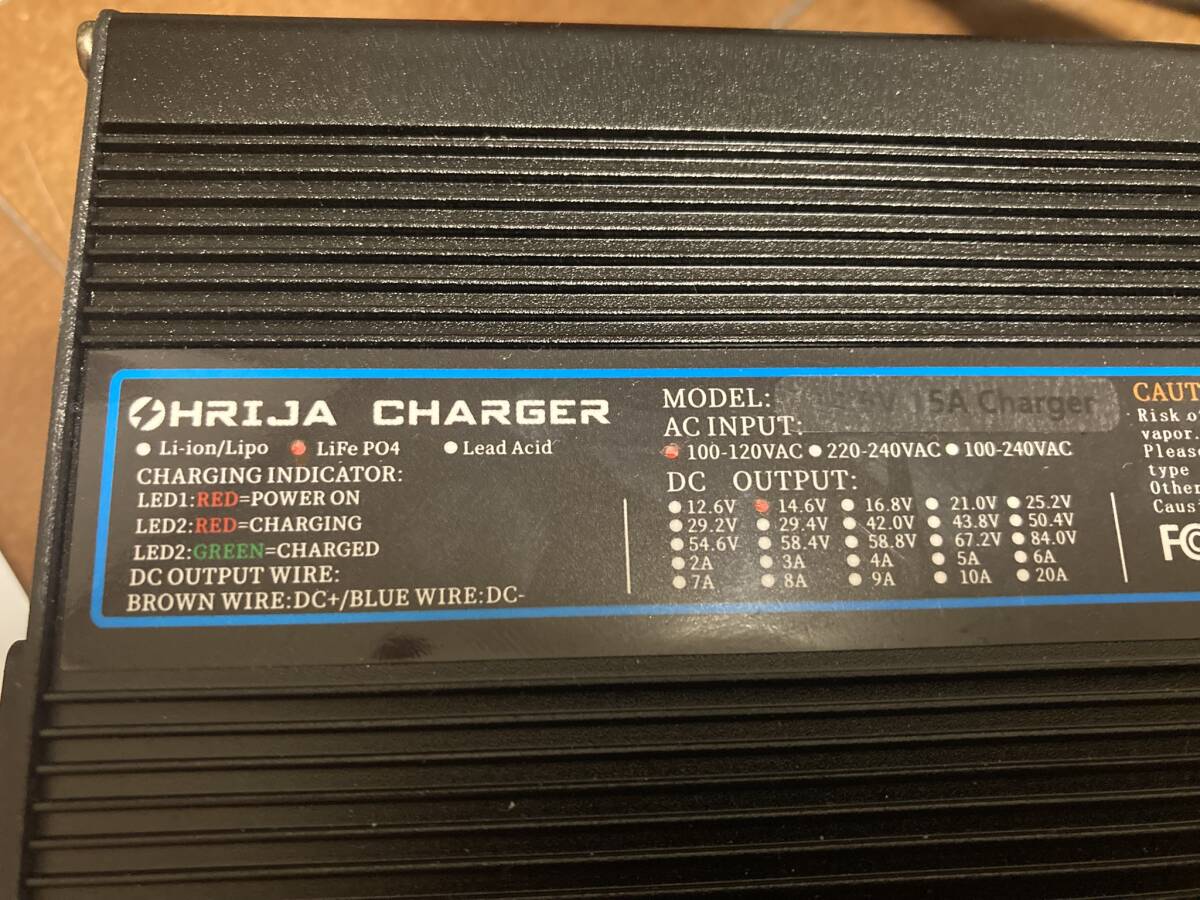 OHRIJA CHARGER
Li-ion/Lipo LiFe PO4 Lead Acid
CHARGING INDICATOR:
LED1:RED=POWER ON
LED2:RED=CHARGING
LED2:GREEN=CHARGED
DC OUTPUT WIRE:
BROWN WIRE:DC+/BLUE WIRE:DC-
MODEL: 15A Charger
AC INPUT:
100-120VAC 220-240VAC 100-240VAC
DC OUTPUT:
12.6V 14.6V 16.8V 21.0V 25.2V
29.2V 29.4V 42.0V 43.8V 50.4V
54.6V 58.4V 58.8V 67.2V 84.0V
2A 3A 4A 5A 6A
7A 8A 9A 10A 20A
CAUT
Risk o
vapor.
Please
type
Other
Caus
FC